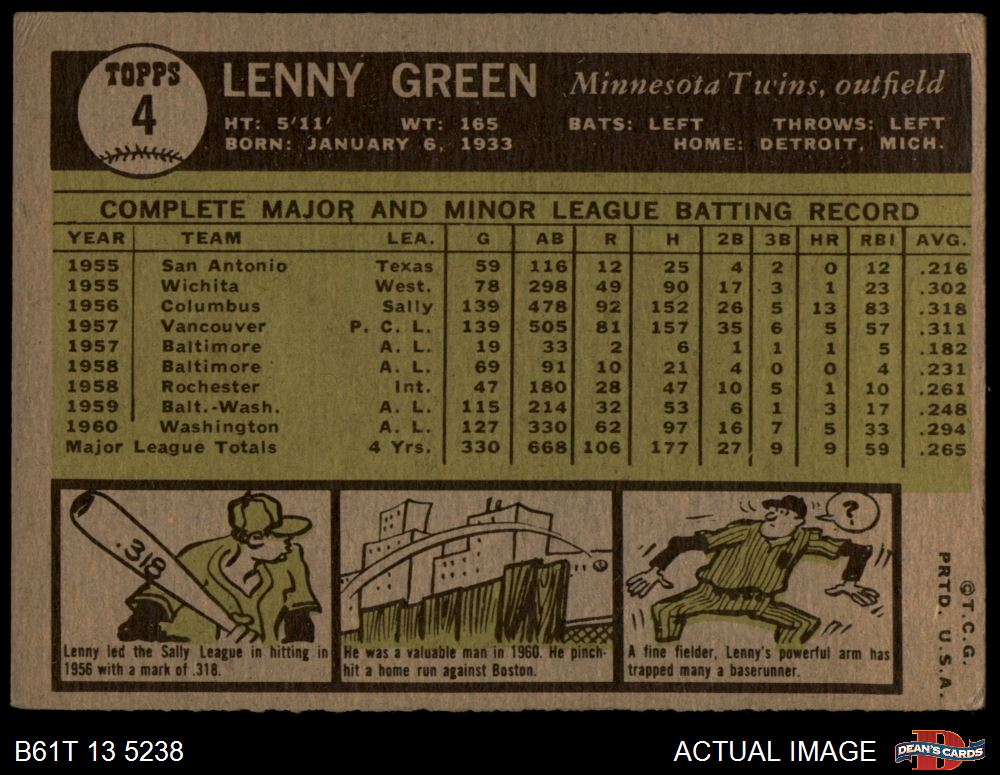 TOPPS
4
LENNY GREEN Minnesota Twins, outfield
HT: 5'11' WT: 165 BATS: LEFT THROWS: LEFT
BORN: JANUARY 6, 1933 HOME: DETROIT, MICH.
COMPLETE MAJOR AND MINOR LEAGUE BATTING RECORD
YEAR TEAM LEA. G AB R H 2B 3B HR RBI AVG.
1955 San Antonio Texas 59 116 12 25 4 2 0 12 .216
1955 Wichita West. 78 298 49 90 17 3 1 23 .302
1956 Columbus Sally 139 478 92 152 26 5 13 83 .318
1957 Vancouver P. C. L. 139 505 81 157 35 6 5 57 .311
1957 Baltimore A. L. 19 33 2 6 1 1 1 5 .182
1958 Baltimore A. L. 69 91 10 21 4 0 0 4 .231
1958 Rochester Int. 47 180 28 47 10 5 1 10 .261
1959 Balt.-Wash. A. L. 115 214 32 53 6 1 3 17 .248
1960 Washington A. L. 127 330 62 97 16 7 5 33 .294
Major League Totals 4 Yrs. 330 668 106 177 27 9 9 59 .265
.318
Lenny led the Sally League in hitting in
1956 with a mark of .318.
He was a valuable man in 1960. He pinch-
hit a home run against Boston.
?
A fine fielder, Lenny's powerful arm has
trapped many a baserunner.
©T.C.G.
PRTD. U.S.A.
B61T 13 5238
ACTUAL IMAGE
D
DEAN'S CARDS